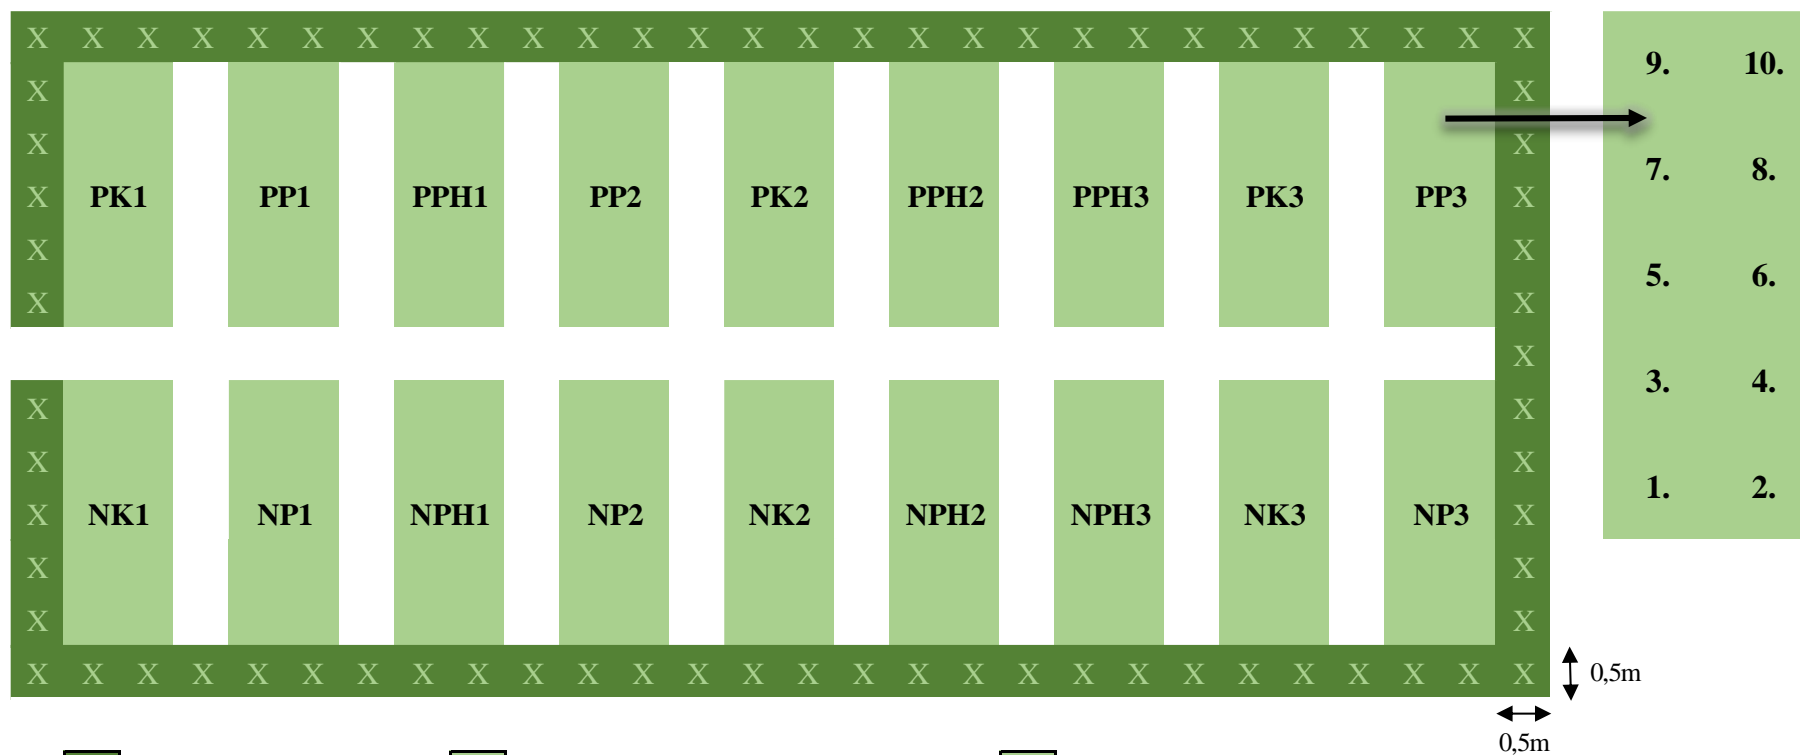 X X X X X X X X X X X X X X X X X X X X X X X X X X X X
9. 10.
X X
X X
7. 8.
X PK1 PP1 PPH1 PP2 PK2 PPH2 PPH3 PK3 PP3 X
X X
5. 6.
X X
X
3. 4.
X X
X X
1. 2.
X NK1 NP1 NPH1 NP2 NK2 NPH2 NPH3 NK3 NP3 X
X X
X X
X X X X X X X X X X X X X X X X X X X X X X X X X X X X
0,5m
0,5m